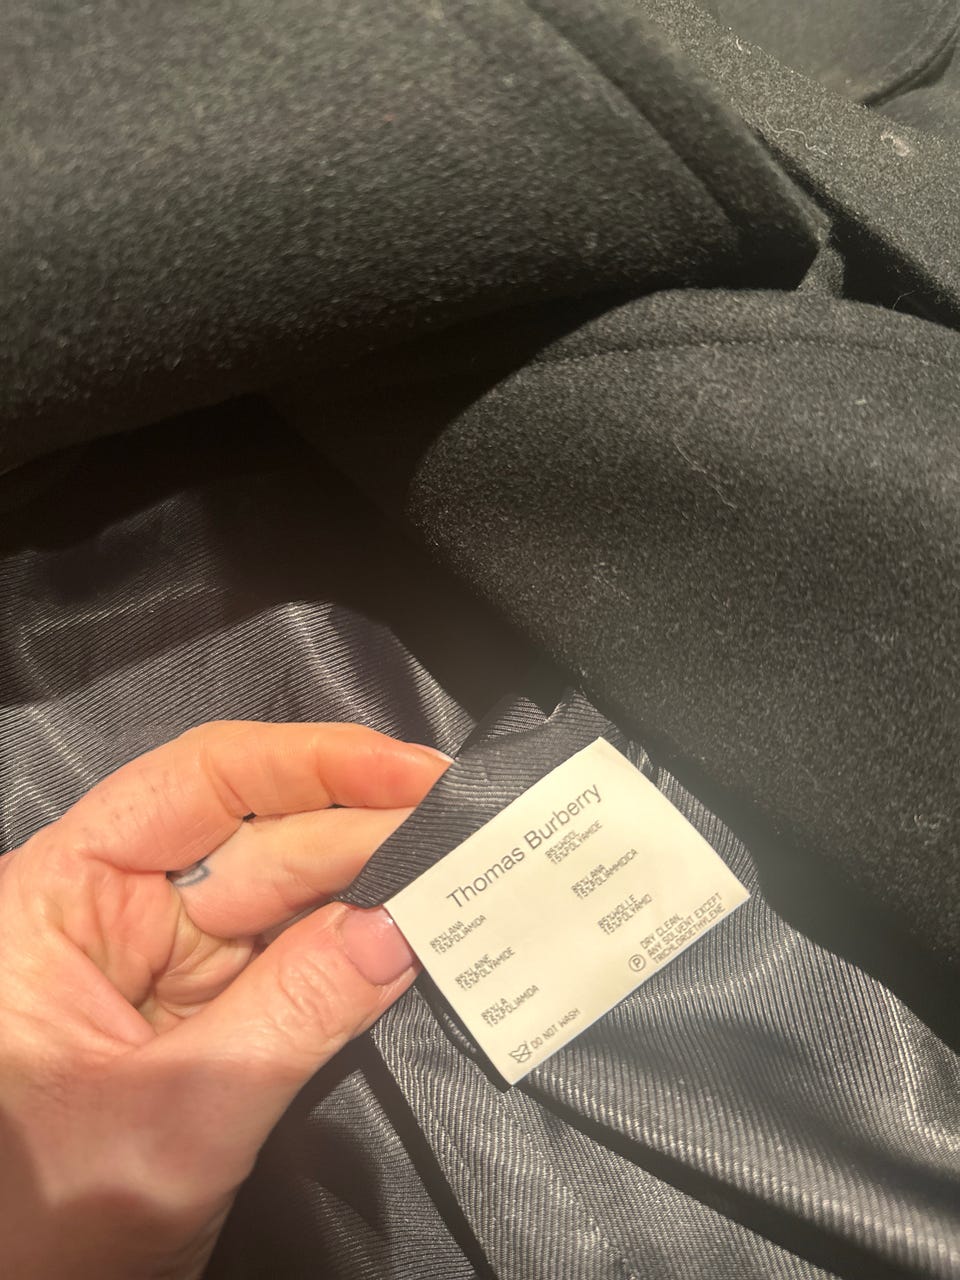 Thomas Burberry
85%LANA
15%POLIAMIDA
85%WOOL
15%POLYAMIDE
85%LAINE
15%POLYAMIDE
85%LANA
15%POLIAMMIDICA
85%LA
15%POLIAMIDA
85%WOLLE
15%POLYAMID
DO NOT WASH
P
DRY CLEAN,
ANY SOLVENT EXCEPT
TRICHLOROETHYLENE